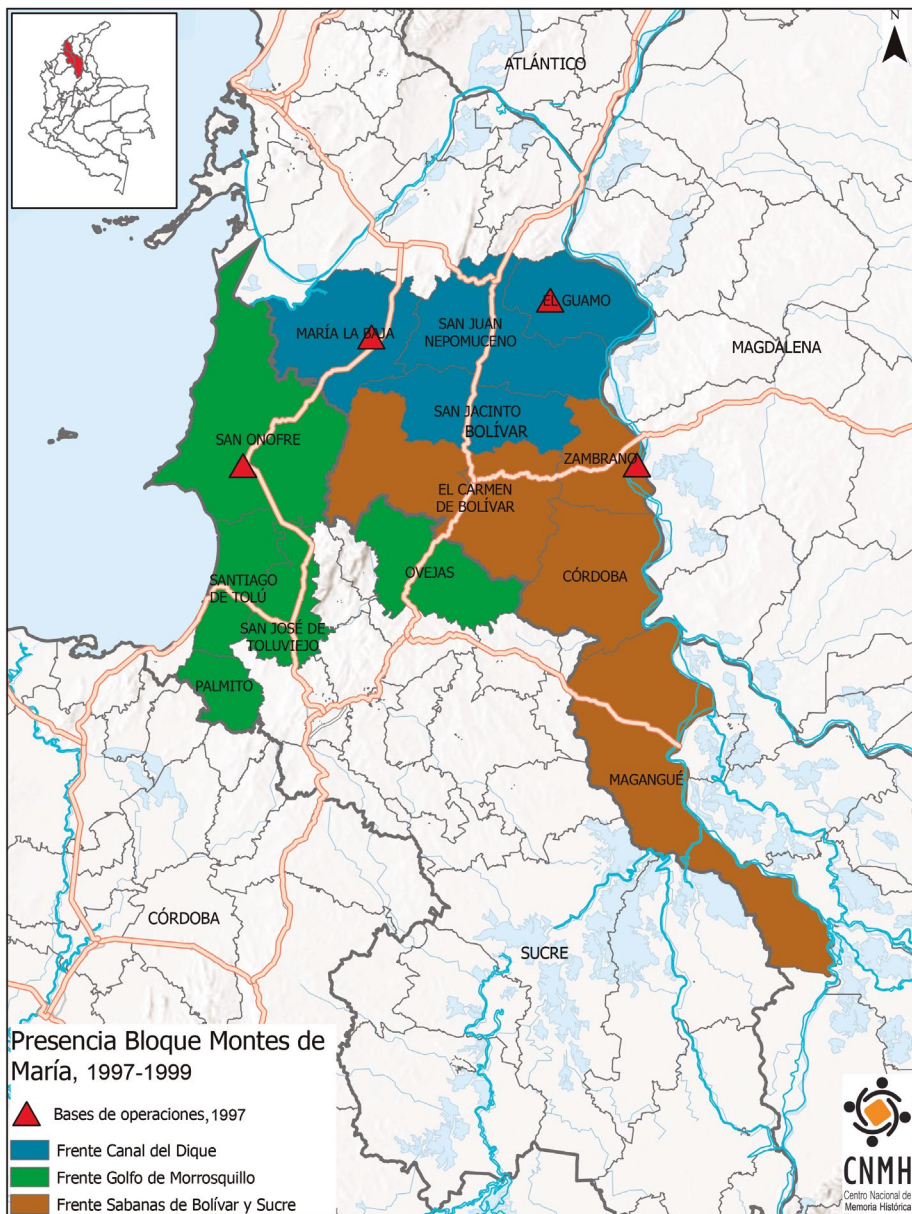 N
ATLÁNTICO
EL GUAMO
MARÍA LA BAJA
SAN JUAN
NEPOMUCENO
MAGDALENA
SAN JACINTO
BOLÍVAR
SAN ONOFRE
ZAMBRANO
EL CARMEN
DE BOLÍVAR
OVEJAS
CÓRDOBA
SANTIAGO
DE TOLÚ
SAN JOSÉ DE
TOLUVIEJO
PALMITO
MAGANGUÉ
CÓRDOBA
SUCRE
Presencia Bloque Montes de
María, 1997-1999
Bases de operaciones, 1997
Frente Canal del Dique
Frente Golfo de Morrosquillo
Frente Sabanas de Bolívar y Sucre
CNMH
Centro Nacional de
Memoria Histórica